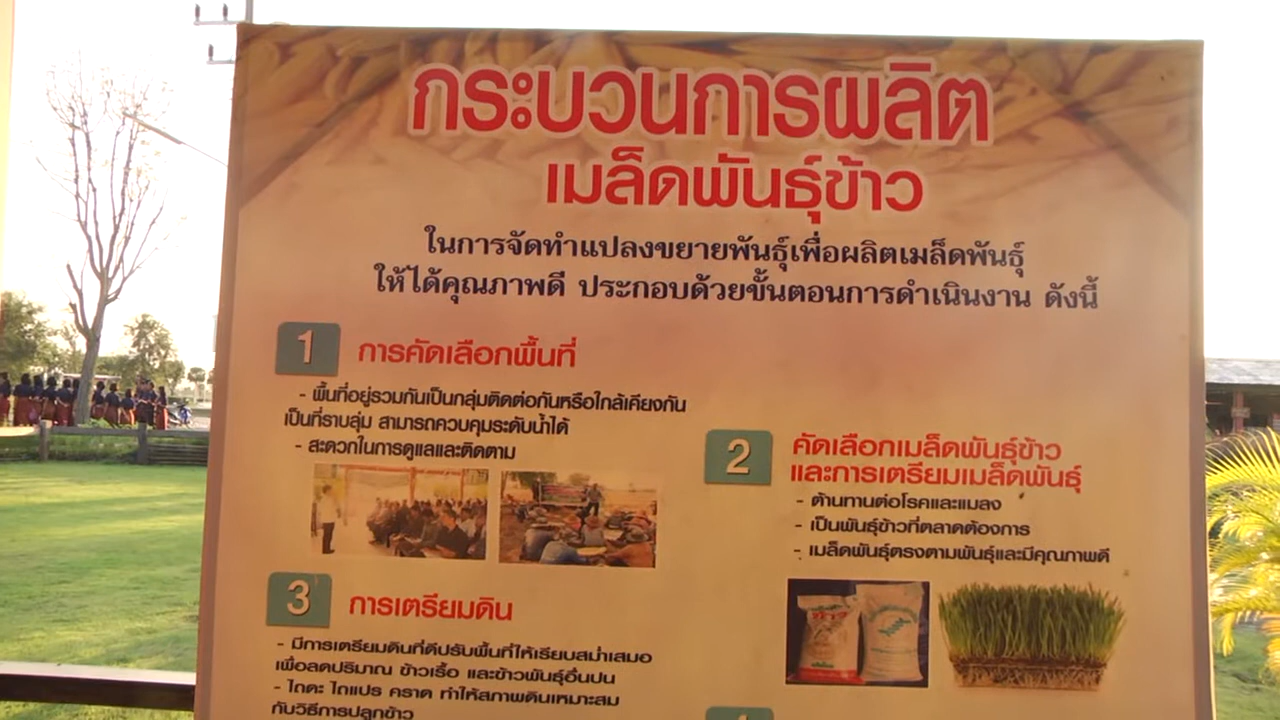 กระบวนการผลิต
เมล็ดพันธุ์ข้าว
ในการจัดทำแปลงขยายพันธุ์เพื่อผลิตเมล็ดพันธุ์
ให้ได้คุณภาพดี ประกอบด้วยขั้นตอนการดำเนินงาน ดังนี้
1 การคัดเลือกพื้นที่
- พื้นที่อยู่รวมกันเป็นกลุ่มติดต่อกันหรือใกล้เคียงกัน
เป็นที่ราบลุ่ม สามารถควบคุมระดับน้ำได้
- สะดวกในการดูแลและติดตาม
2 คัดเลือกเมล็ดพันธุ์ข้าว
และการเตรียมเมล็ดพันธุ์
- ต้านทานต่อโรคและแมลง
- เป็นพันธุ์ข้าวที่ตลาดต้องการ
- เมล็ดพันธุ์ตรงตามพันธุ์และมีคุณภาพดี
3 การเตรียมดิน
- มีการเตรียมดินที่ดีปรับพื้นที่ให้เรียบสม่ำเสมอ
เพื่อลดปริมาณ ข้าวเรื้อ และข้าวพันธุ์อื่นปน
- ไถดะ ไถแปร คราด ทำให้สภาพดินเหมาะสม
กับวิธีการปลูกข้าว